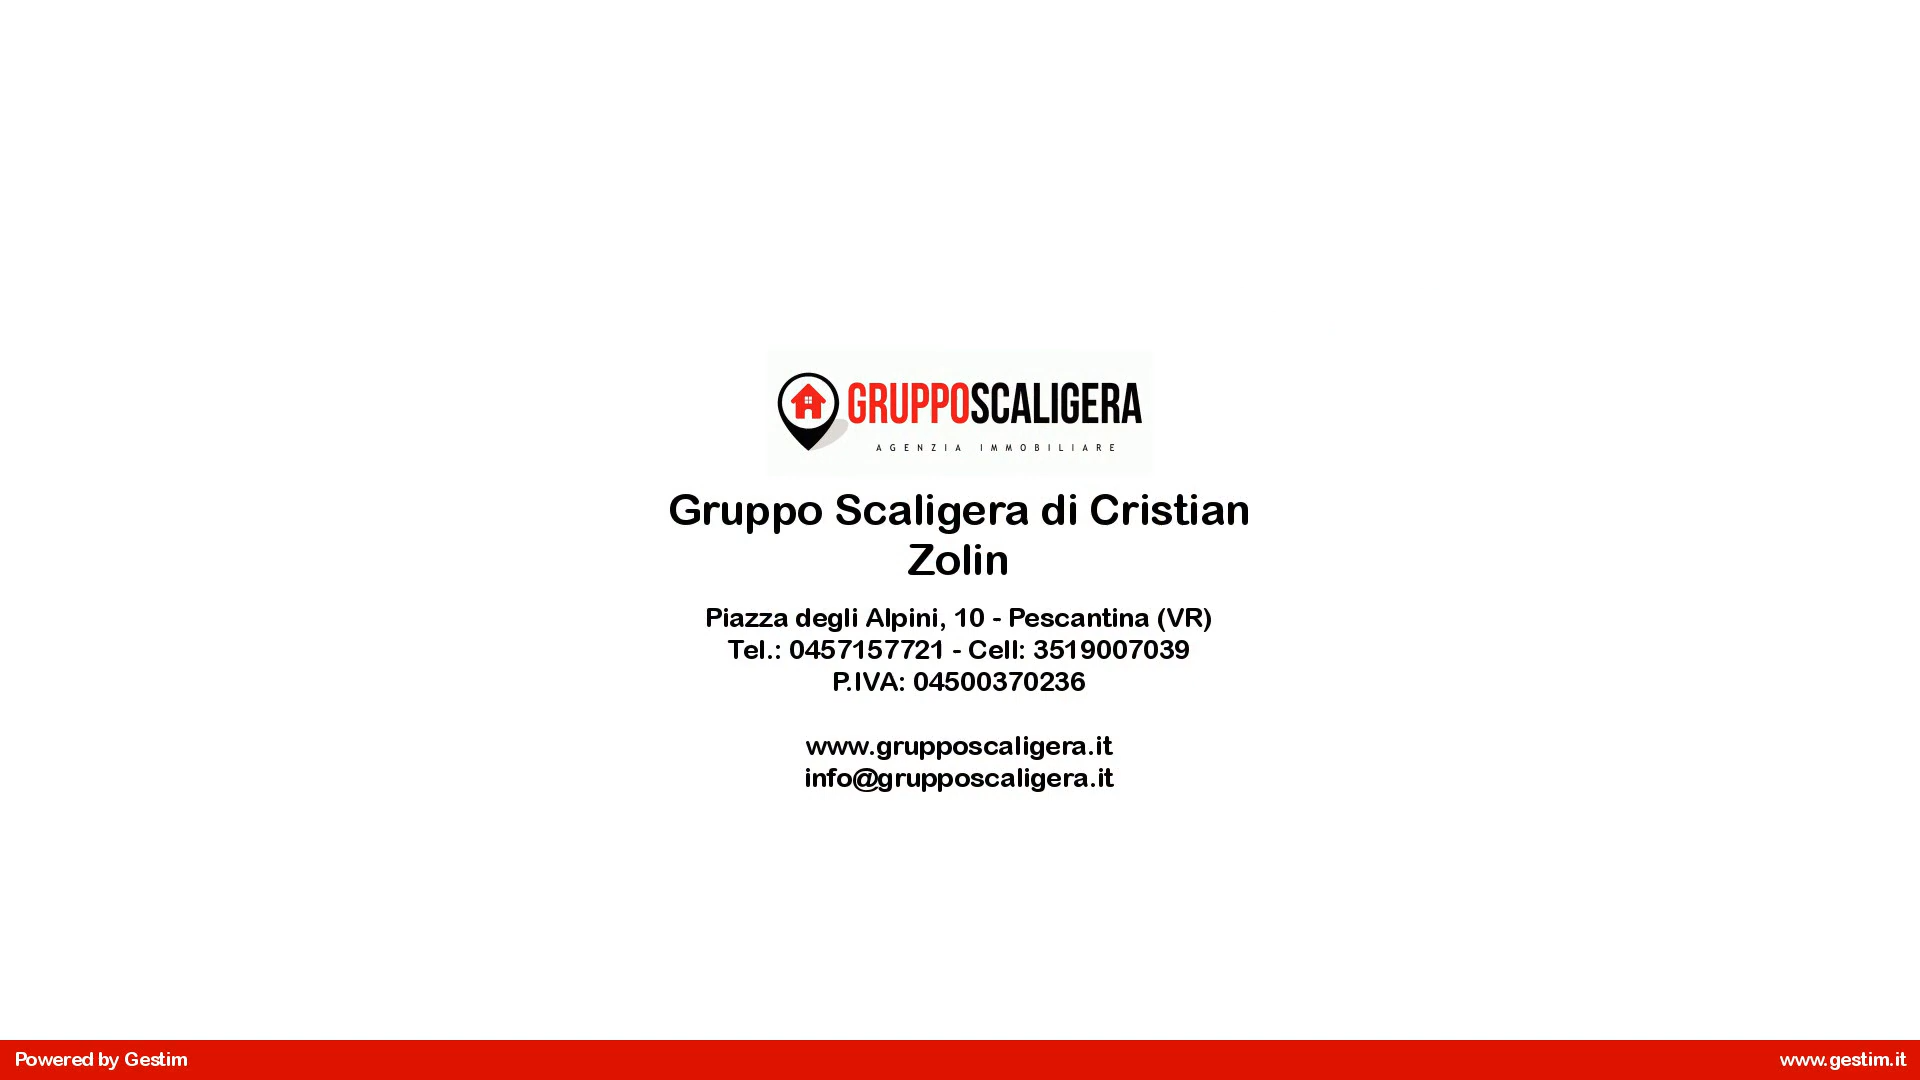 GRUPPOSCALIGERA
AGENZIA IMMOBILIARE
Gruppo Scaligera di Cristian
Zolin
Piazza degli Alpini, 10 - Pescantina (VR)
Tel.: 0457157721 - Cell: 3519007039
P.IVA: 04500370236
www.grupposcaligera.it
info@grupposcaligera.it
Powered by Gestim
www.gestim.it